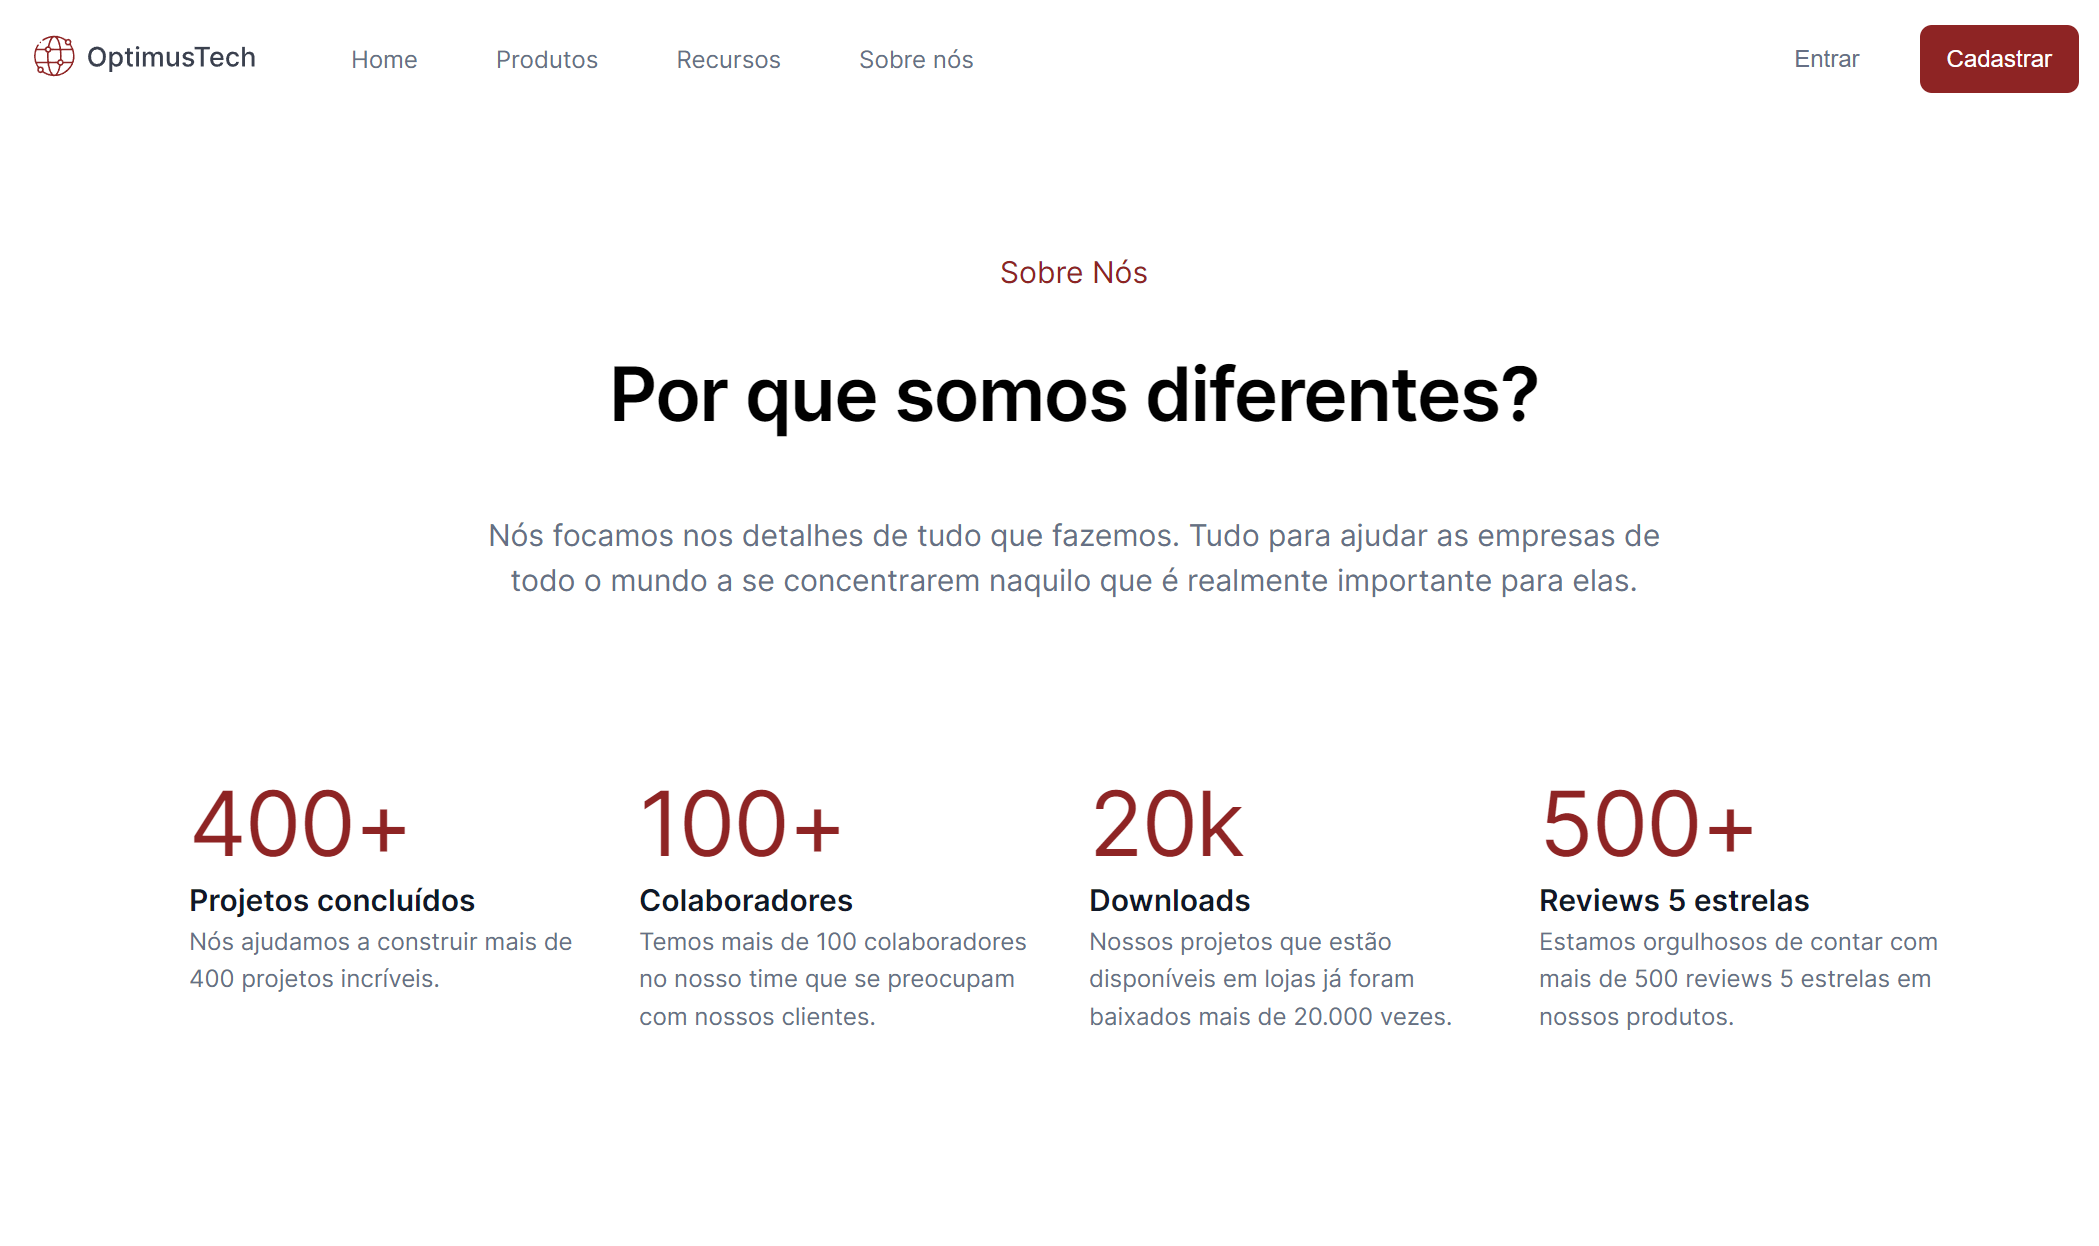 OptimusTech
Home
Produtos
Recursos
Sobre nós
Entrar
Cadastrar
Sobre Nós
Por que somos diferentes?
Nós focamos nos detalhes de tudo que fazemos. Tudo para ajudar as empresas de
todo o mundo a se concentrarem naquilo que é realmente importante para elas.
400+
Projetos concluídos
Nós ajudamos a construir mais de
400 projetos incríveis.
100+
Colaboradores
Temos mais de 100 colaboradores
no nosso time que se preocupam
com nossos clientes.
20k
Downloads
Nossos projetos que estão
disponíveis em lojas já foram
baixados mais de 20.000 vezes.
500+
Reviews 5 estrelas
Estamos orgulhosos de contar com
mais de 500 reviews 5 estrelas em
nossos produtos.